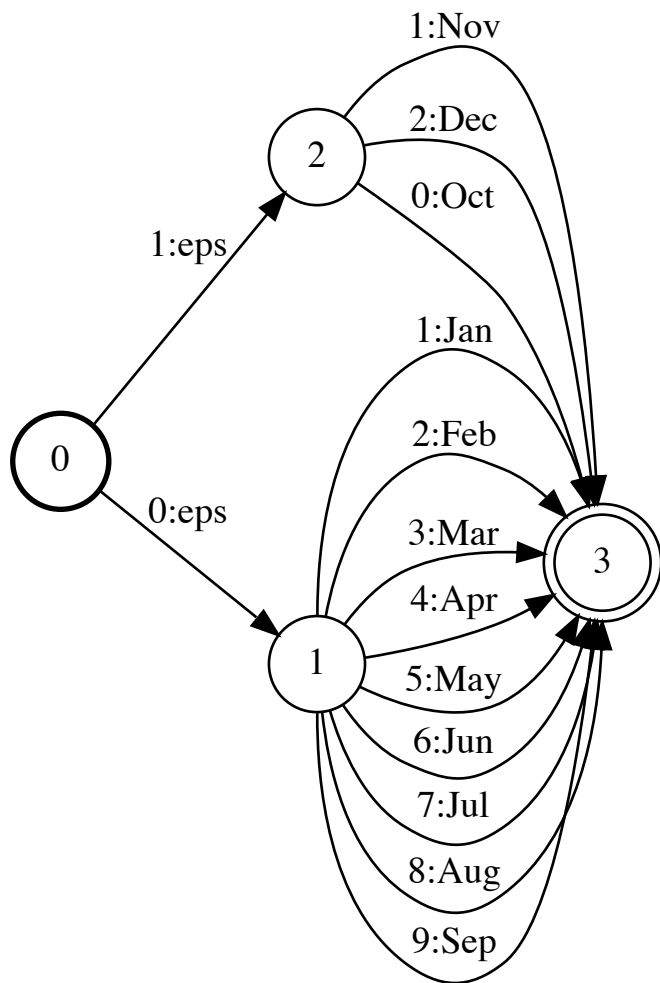 1:Nov
2:Dec
2
0:Oct
1:eps
1:Jan
2:Feb
0
0:eps
3:Mar
3
4:Apr
1
5:May
6:Jun
7:Jul
8:Aug
9:Sep